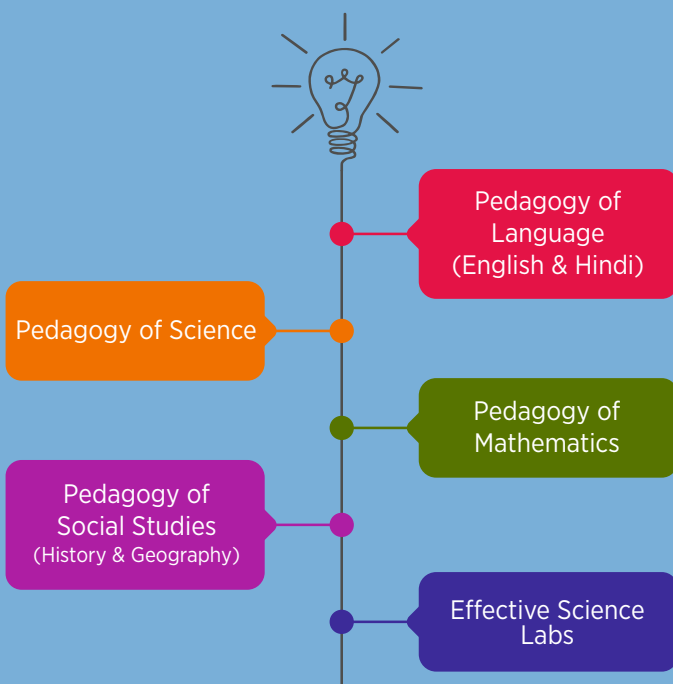 Pedagogy of
Language
(English & Hindi)
Pedagogy of Science
Pedagogy of
Mathematics
Pedagogy of
Social Studies
(History & Geography)
Effective Science
Labs